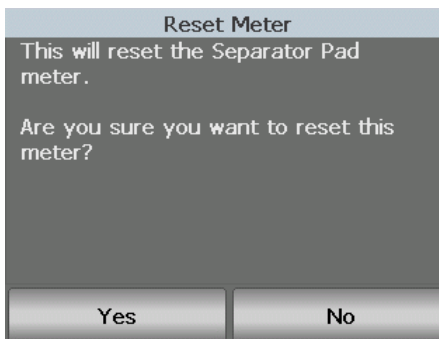 Reset Meter
This will reset the Separator Pad
meter.
Are you sure you want to reset this
meter?
Yes
No